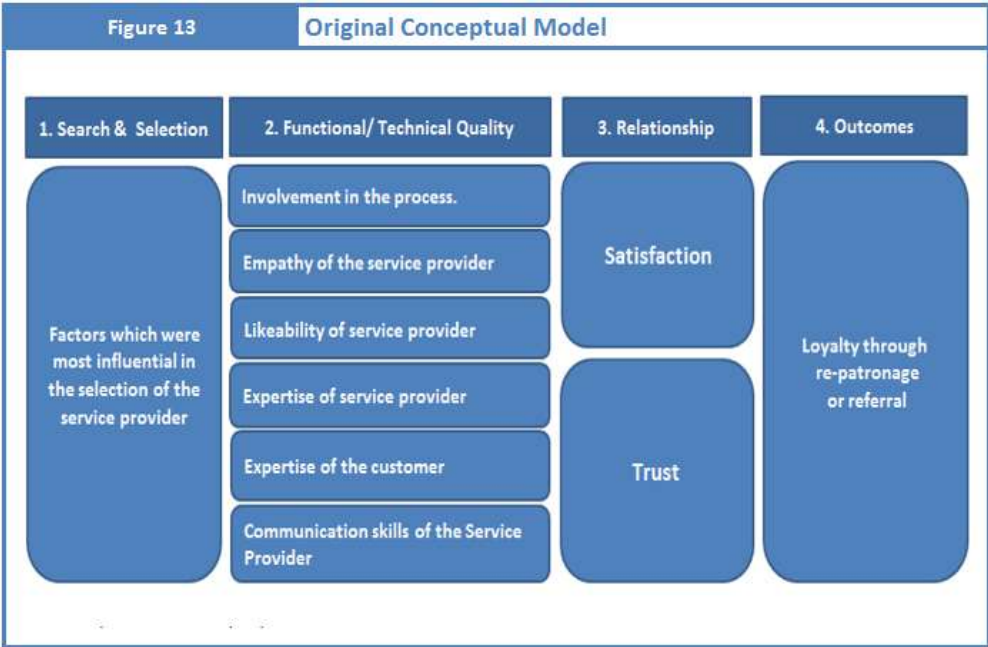 Figure 13
Original Conceptual Model
1. Search & Selection
2. Functional/ Technical Quality
3. Relationship
4. Outcomes
Factors which were
most influential in
the selection of the
service provider
Involvement in the process.
Empathy of the service provider
Likeability of service provider
Expertise of service provider
Expertise of the customer
Communication skills of the Service
Provider
Satisfaction
Trust
Loyalty through
re-patronage
or referral